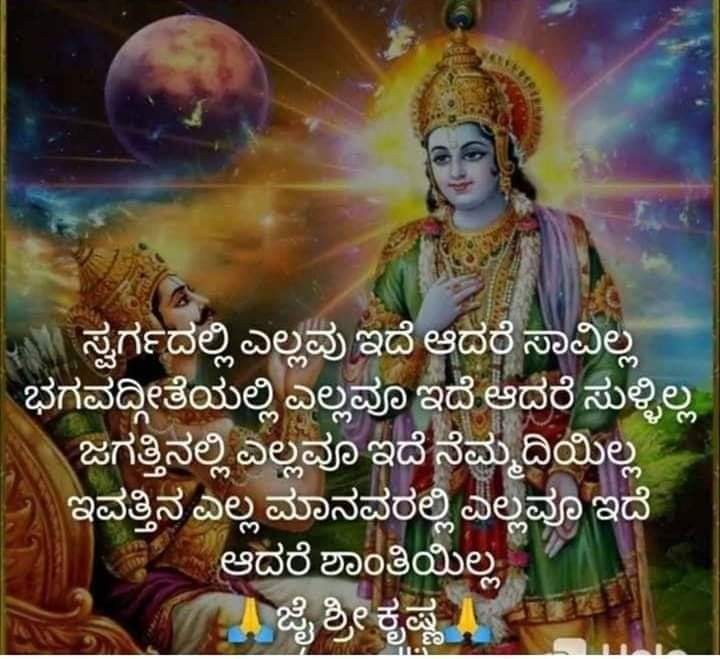 ಸ್ವರ್ಗದಲ್ಲಿ ಎಲ್ಲವು ಇದೆ ಆದರೆ ಸಾವಿಲ್ಲ
ಭಗವದ್ಗೀತೆಯಲ್ಲಿ ಎಲ್ಲವೂ ಇದೆ ಆದರೆ ಸುಳ್ಳಿಲ್ಲ
ಜಗತ್ತಿನಲ್ಲಿ ಎಲ್ಲವೂ ಇದೆ ನೆಮ್ಮದಿಯಿಲ್ಲ
ಇವತ್ತಿನ ಎಲ್ಲ ಮಾನವರಲ್ಲಿ ಎಲ್ಲವೂ ಇದೆ
ಆದರೆ ಶಾಂತಿಯಿಲ್ಲ
🙏ಜೈ ಶ್ರೀ ಕೃಷ್ಣ🙏